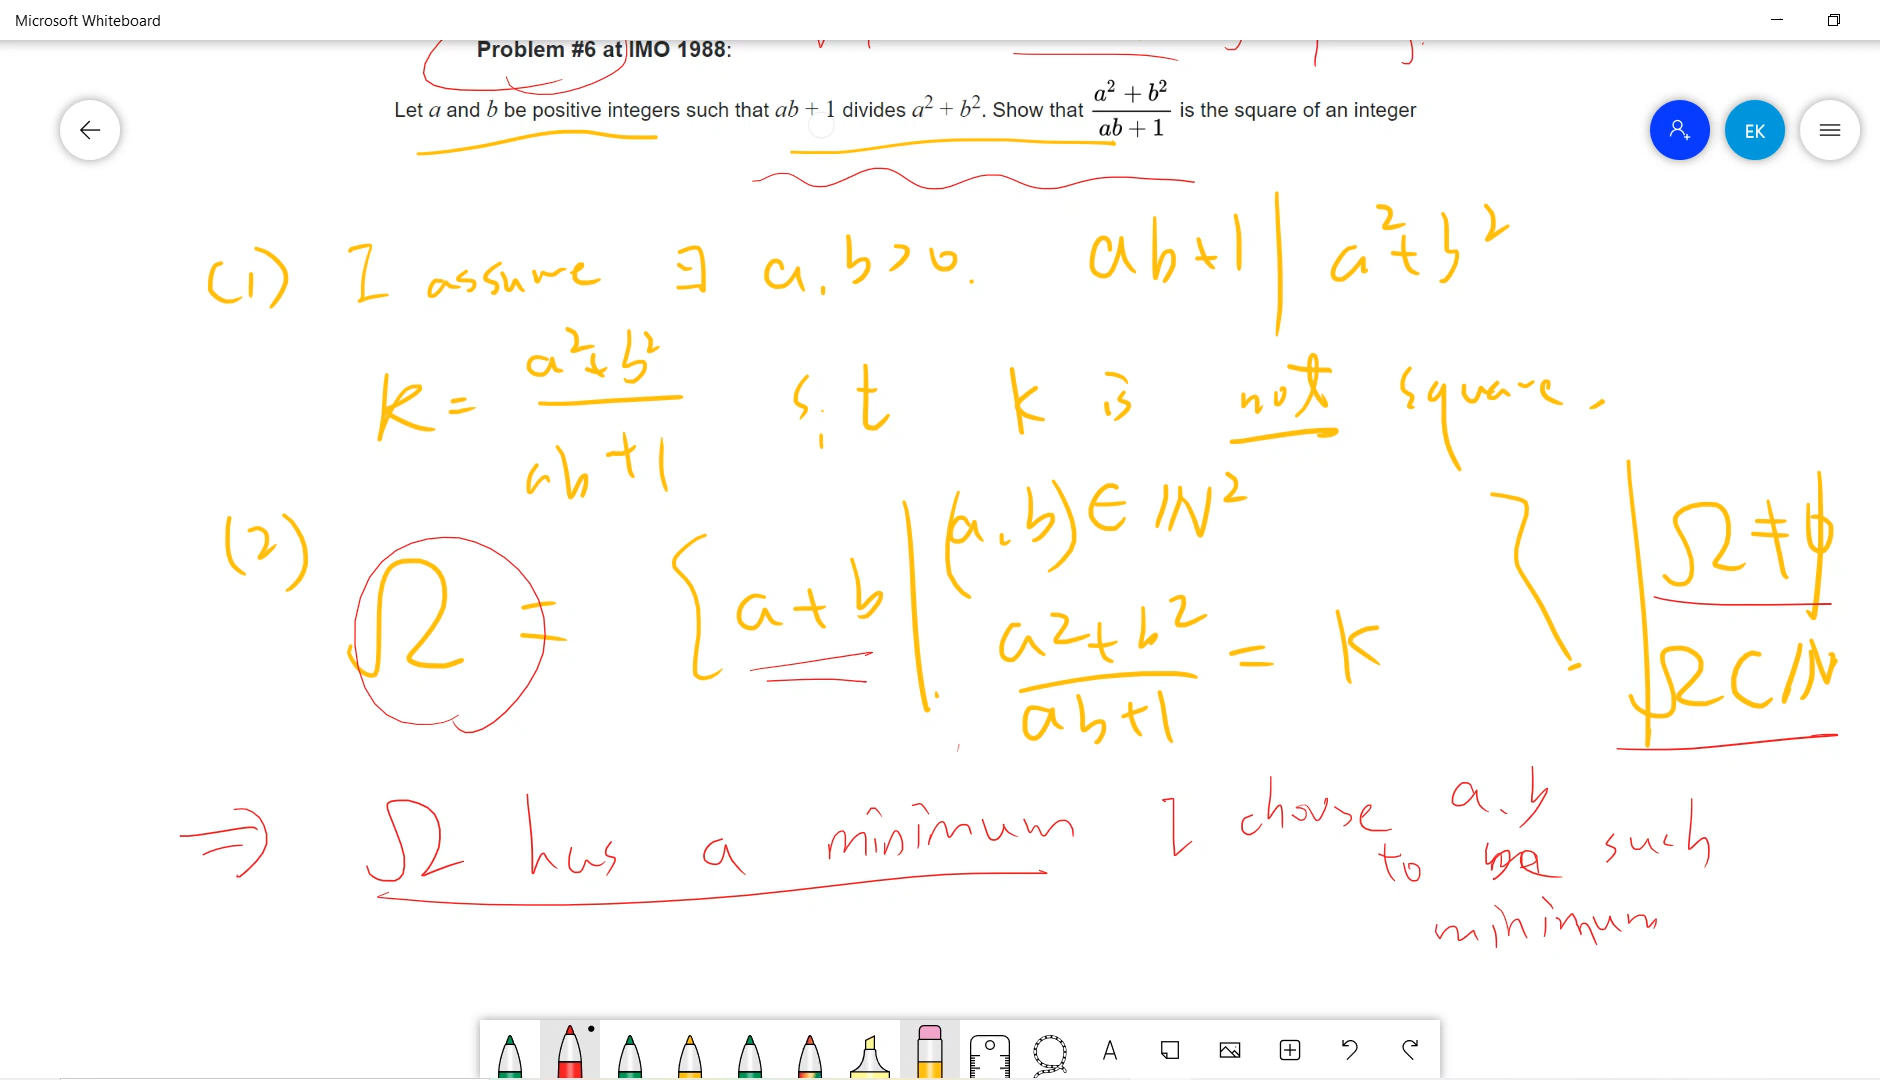 Microsoft Whiteboard
Problem #6 at IMO 1988:
Let a and b be positive integers such that ab + 1 divides a² + b². Show that (a² + b²)/(ab + 1) is the square of an integer
EK
(1) I assume ∃ a, b > 0. ab+1 | a²+b²
K = (a²+b²)/(ab+1) s.t k is not square.
(2) Ω = { a+b | (a,b) ∈ ℕ² (a²+b²)/(ab+1) = k }. | Ω ≠ ϕ
Ω ⊂ ℕ
⇒ Ω has a minimum I choose a.b
to such
minimum
A